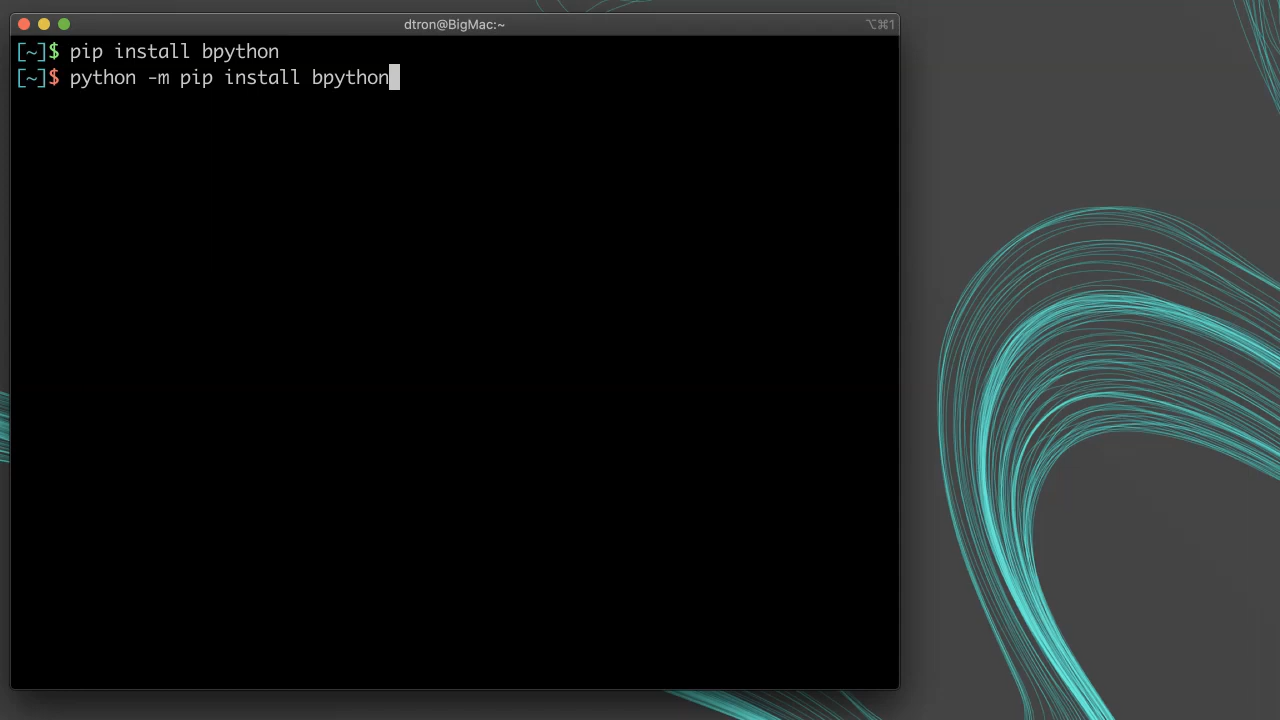 dtron@BigMac:~
⌥⌘1
[~]$ pip install bpython
[~]$ python -m pip install bpython